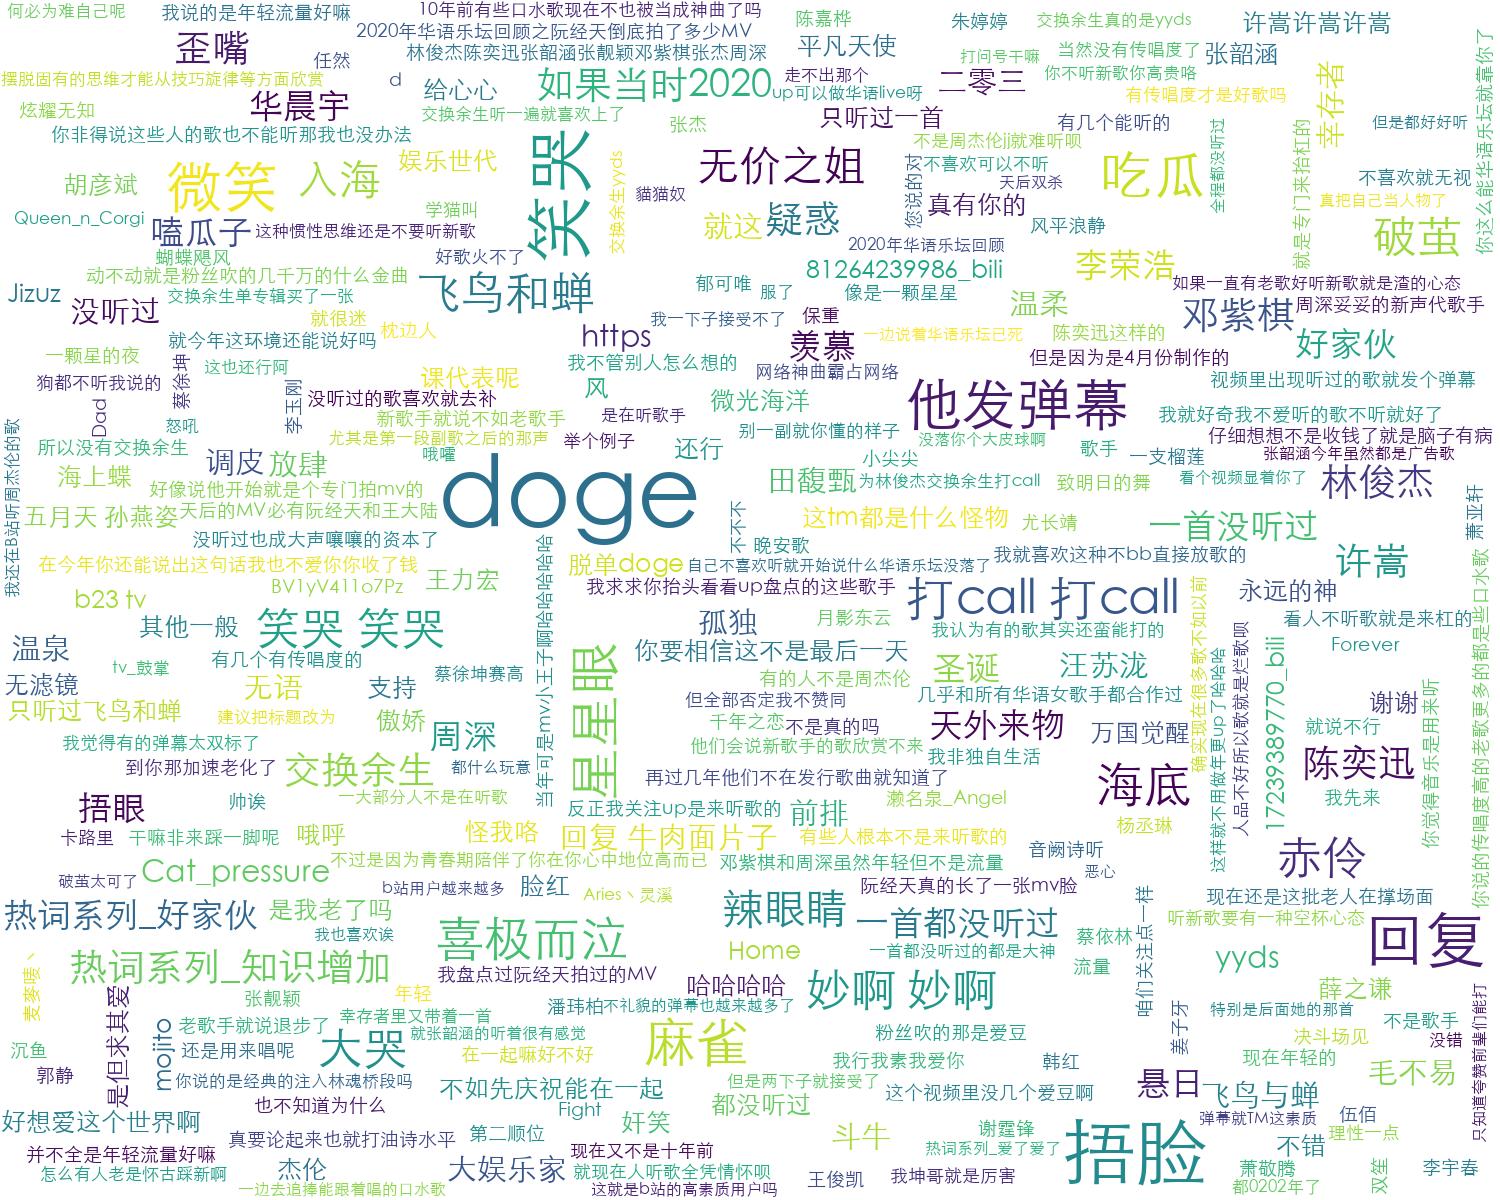 何必为难自己呢
我说的是年轻流量好嘛
10年前有些口水歌现在不也被当成神曲了吗
陈嘉桦
朱婷婷
交换余生真的是yyds
许嵩许嵩许嵩
歪嘴
2020年华语乐坛回顾之阮经天倒底拍了多少MV
平凡天使
打问号干嘛
当然没有传唱度了
张韶涵
任然
林俊杰陈奕迅张韶涵张靓颖邓紫棋张杰周深
摆脱固有的思维才能从技巧旋律等方面欣赏
d
给心心
如果当时2020
走不出那个
二零三
你不听新歌你高贵咯
炫耀无知
华晨宇
up可以做华语live呀
有传唱度才是好歌吗
幸存者
交换余生听一遍就喜欢上了
张杰
只听过一首
有几个能听的
但是都好好听
你非得说这些人的歌也不能听那我也没办法
不是周杰伦jj就难听呗
全程都没听过
就是专门来抬杠的
你这么能华语乐坛就靠你了
娱乐世代
笑哭
交换余生yyds
无价之姐
您说的对
不喜欢可以不听
吃瓜
不喜欢就无视
胡彦斌
微笑
入海
貓猫奴
天后双杀
真有你的
真把自己当人物了
Queen_n_Corgi
嗑瓜子
这种惯性思维还是不要听新歌
学猫叫
就这
疑惑
风平浪静
破茧
蝴蝶飓风
好歌火不了
2020年华语乐坛回顾
动不动就是粉丝吹的几千万的什么金曲
飞鸟和蝉
81264239986_bili
李荣浩
Jizuz
交换余生单专辑买了一张
郁可唯
服了
像是一颗星星
温柔
如果一直有老歌好听新歌就是渣的心态
没听过
就很迷
枕边人
https
我一下子接受不了
保重
邓紫棋
周深妥妥的新声代歌手
就今年这环境还能说好吗
一边说着华语乐坛已死
陈奕迅这样的
好家伙
一颗星的夜
这也还行阿
我不管别人怎么想的
羡慕
但是因为是4月份制作的
狗都不听我说的
蔡徐坤
课代表呢
风
网络神曲霸占网络
他发弹幕
视频里出现听过的歌就发个弹幕
Dad
李玉刚
没听过的歌喜欢就去补
微光海洋
我就好奇我不爱听的歌不听就好了
我还在B站听周杰伦的歌
怒吼
新歌手就说不如老歌手
是在听歌手
别一副就你懂的样子
没落你个大皮球啊
仔细想想不是收钱了就是脑子有病
所以没有交换余生
尤其是第一段副歌之后的那声
举个例子
还行
歌手
一支榴莲
张韶涵今年虽然都是广告歌
海上蝶
调皮
放肆
哦嚯
doge
小尖尖
看个视频显着你了
好像说他开始就是个专门拍mv的
田馥甄
为林俊杰交换余生打call
致明日的舞
林俊杰
五月天 孙燕姿
天后的MV必有阮经天和王大陆
这tm都是什么怪物
尤长靖
一首没听过
萧亚轩
没听过也成大声嚷嚷的资本了
不不不
晚安歌
我就喜欢这种不bb直接放歌的
在今年你还能说出这句话我也不爱你你收了钱
脱单doge
自己不喜欢听就开始说什么华语乐坛没落了
许嵩
BV1yV411o7Pz
王力宏
当年可是mv小王子啊哈哈哈哈哈
我求求你抬头看看up盘点的这些歌手
打call 打call
确实现在很多歌不如以前
永远的神
b23 tv
其他一般
笑哭 笑哭
孤独
月影东云
我认为有的歌其实还蛮能打的
看人不听歌就是来杠的
温泉
有几个有传唱度的
你要相信这不是最后一天
人品不好所以歌就是烂歌呗
17239389770_bili
Forever
你说的传唱度高的老歌更多的都是些口水歌
tv_鼓掌
星星眼
有的人不是周杰伦
圣诞
汪苏泷
这样就不用做年更up了哈哈哈
无滤镜
无语
支持
蔡徐坤赛高
但全部否定我不赞同
几乎和所有华语女歌手都合作过
谢谢
你觉得音乐是用来听
只听过飞鸟和蝉
建议把标题改为
傲娇
周深
千年之恋
不是真的吗
天外来物
万国觉醒
就说不行
我觉得有的弹幕太双标了
他们会说新歌手的歌欣赏不来
我非独自生活
到你那加速老化了
交换余生
都什么玩意
再过几年他们不在发行歌曲就知道了
海底
陈奕迅
捂眼
帅诶
一大部分人不是在听歌
反正我关注up是来听歌的
前排
濑名泉_Angel
我先来
卡路里
干嘛非来踩一脚呢
哦呼
怪我咯
回复 牛肉面片子
有些人根本不是来听歌的
杨丞琳
破茧太可了
Cat_pressure
不过是因为青春期陪伴了你在你心中地位高而已
邓紫棋和周深虽然年轻但不是流量
音阙诗听
恶心
赤伶
b站用户越来越多
脸红
Aries丶灵溪
阮经天真的长了一张mv脸
咱们关注点一样
现在还是这批老人在撑场面
热词系列_好家伙
是我老了吗
喜极而泣
辣眼睛
一首都没听过
听新歌要有一种空杯心态
回复
我也喜欢诶
Home
一首都没听过的都是大神
蔡依林
麦麦喽丶
热词系列_知识增加
我盘点过阮经天拍过的MV
哈哈哈哈
妙啊 妙啊
流量
yyds
是但求其爱
张靓颖
年轻
潘玮柏
不礼貌的弹幕也越来越多了
薛之谦
只知道夸赞前辈们能打
mojito
老歌手就说退步了
幸存者里又带着一首
就张韶涵的听着很有感觉
麻雀
粉丝吹的那是爱豆
姜子牙
特别是后面她的那首
不是歌手
沉鱼
还是用来唱呢
大哭
在一起嘛好不好
我行我素我爱你
韩红
决斗场见
没错
郭静
你说的是经典的注入林魂桥段吗
不如先庆祝能在一起
但是两下子就接受了
这个视频里没几个爱豆啊
悬日
现在年轻的
毛不易
好想爱这个世界啊
也不知道为什么
Fight
都没听过
飞鸟与蝉
弹幕就TM这素质
伍佰
真要论起来也就打油诗水平
第二顺位
奸笑
斗牛
谢霆锋
捂脸
不错
理性一点
并不全是年轻流量好嘛
现在又不是十年前
热词系列_爱了爱了
萧敬腾
双笙
李宇春
怎么有人老是怀古踩新啊
杰伦
大娱乐家
就现在人听歌全凭情怀呗
王俊凯
我坤哥就是厉害
都0202年了
一边去追捧能跟着唱的口水歌
这就是b站的高素质用户吗